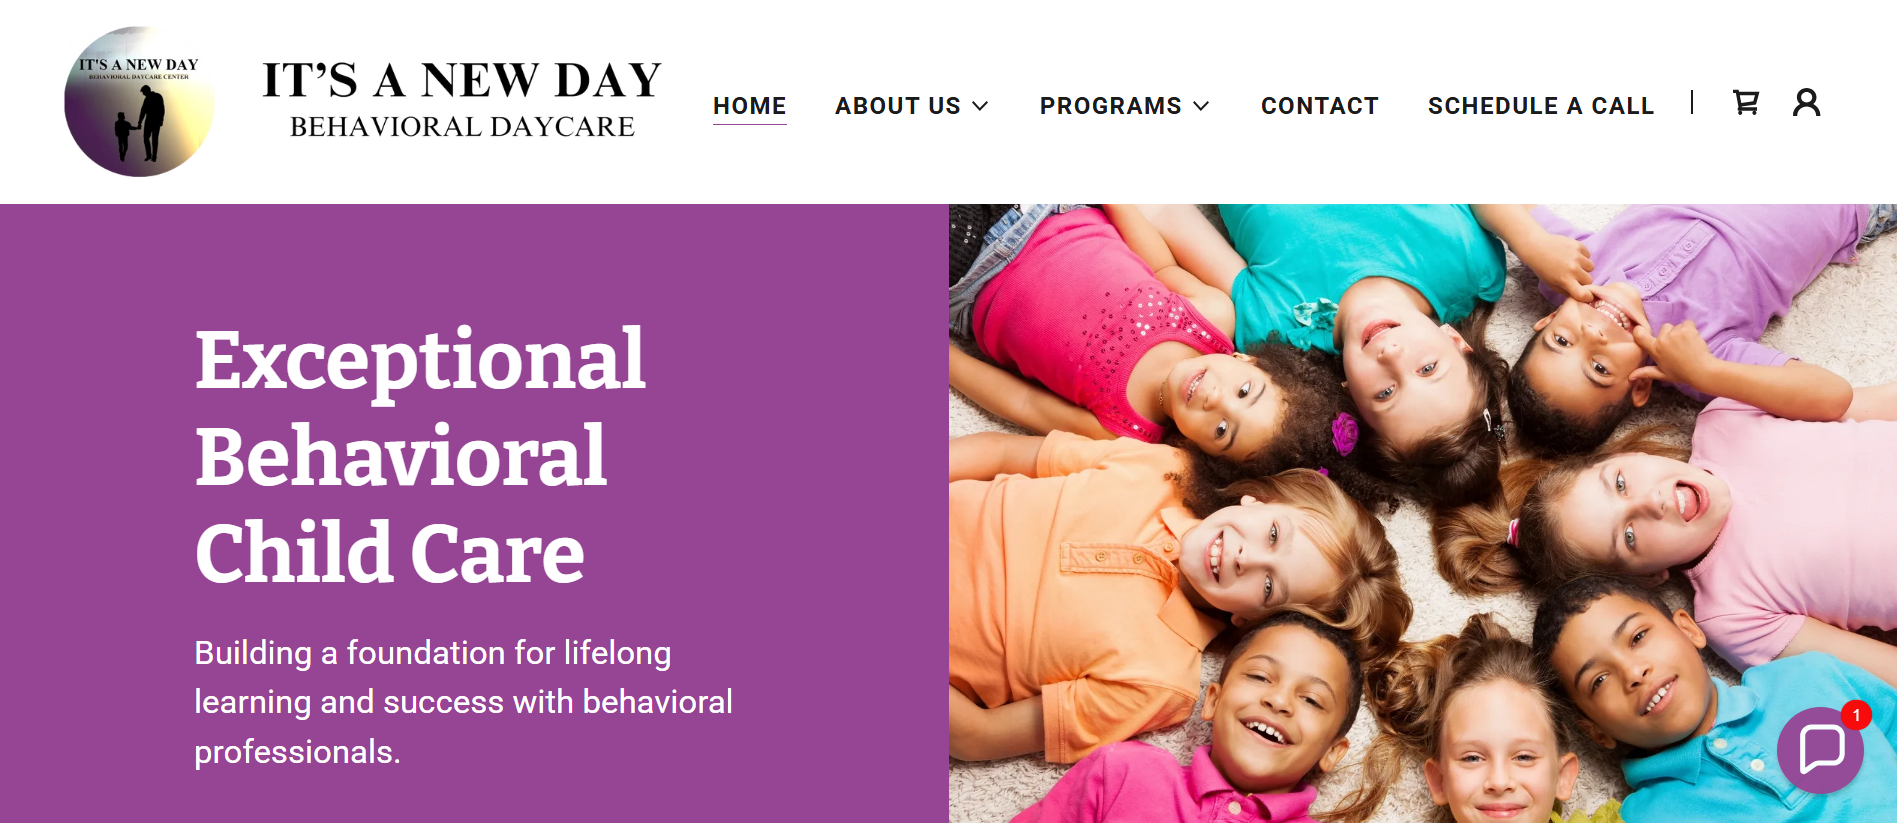 IT'S A NEW DAY
BEHAVIORAL DAYCARE CENTER
IT’S A NEW DAY
BEHAVIORAL DAYCARE
HOME ABOUT US PROGRAMS CONTACT SCHEDULE A CALL
Exceptional
Behavioral
Child Care
Building a foundation for lifelong
learning and success with behavioral
professionals.
1